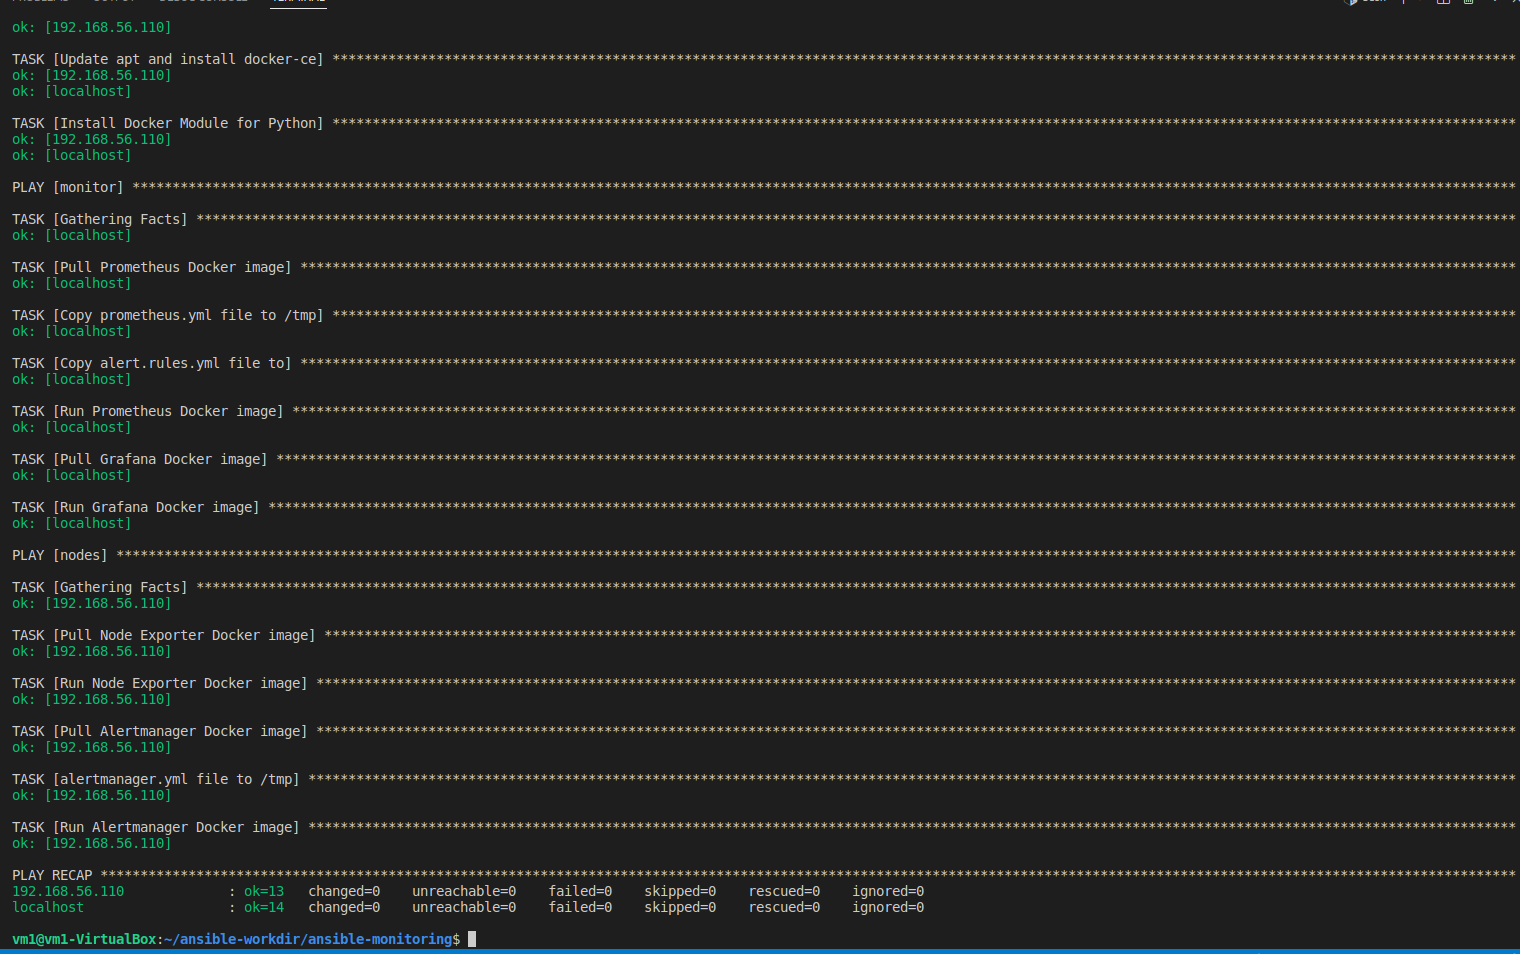 TERMINAL
ok: [192.168.56.110]
TASK [Update apt and install docker-ce] ****************************************************************************************************************************************************
ok: [192.168.56.110]
ok: [localhost]
TASK [Install Docker Module for Python] ****************************************************************************************************************************************************
ok: [192.168.56.110]
ok: [localhost]
PLAY [monitor] *****************************************************************************************************************************************************************************
TASK [Gathering Facts] *********************************************************************************************************************************************************************
ok: [localhost]
TASK [Pull Prometheus Docker image] ********************************************************************************************************************************************************
ok: [localhost]
TASK [Copy prometheus.yml file to /tmp] ****************************************************************************************************************************************************
ok: [localhost]
TASK [Copy alert.rules.yml file to] ********************************************************************************************************************************************************
ok: [localhost]
TASK [Run Prometheus Docker image] *********************************************************************************************************************************************************
ok: [localhost]
TASK [Pull Grafana Docker image] ***********************************************************************************************************************************************************
ok: [localhost]
TASK [Run Grafana Docker image] ************************************************************************************************************************************************************
ok: [localhost]
PLAY [nodes] *******************************************************************************************************************************************************************************
TASK [Gathering Facts] *********************************************************************************************************************************************************************
ok: [192.168.56.110]
TASK [Pull Node Exporter Docker image] *****************************************************************************************************************************************************
ok: [192.168.56.110]
TASK [Run Node Exporter Docker image] ******************************************************************************************************************************************************
ok: [192.168.56.110]
TASK [Pull Alertmanager Docker image] ******************************************************************************************************************************************************
ok: [192.168.56.110]
TASK [alertmanager.yml file to /tmp] *******************************************************************************************************************************************************
ok: [192.168.56.110]
TASK [Run Alertmanager Docker image] *******************************************************************************************************************************************************
ok: [192.168.56.110]
PLAY RECAP *********************************************************************************************************************************************************************************
192.168.56.110             : ok=13   changed=0    unreachable=0    failed=0    skipped=0    rescued=0    ignored=0
localhost                  : ok=14   changed=0    unreachable=0    failed=0    skipped=0    rescued=0    ignored=0
vm1@vm1-VirtualBox:~/ansible-workdir/ansible-monitoring$